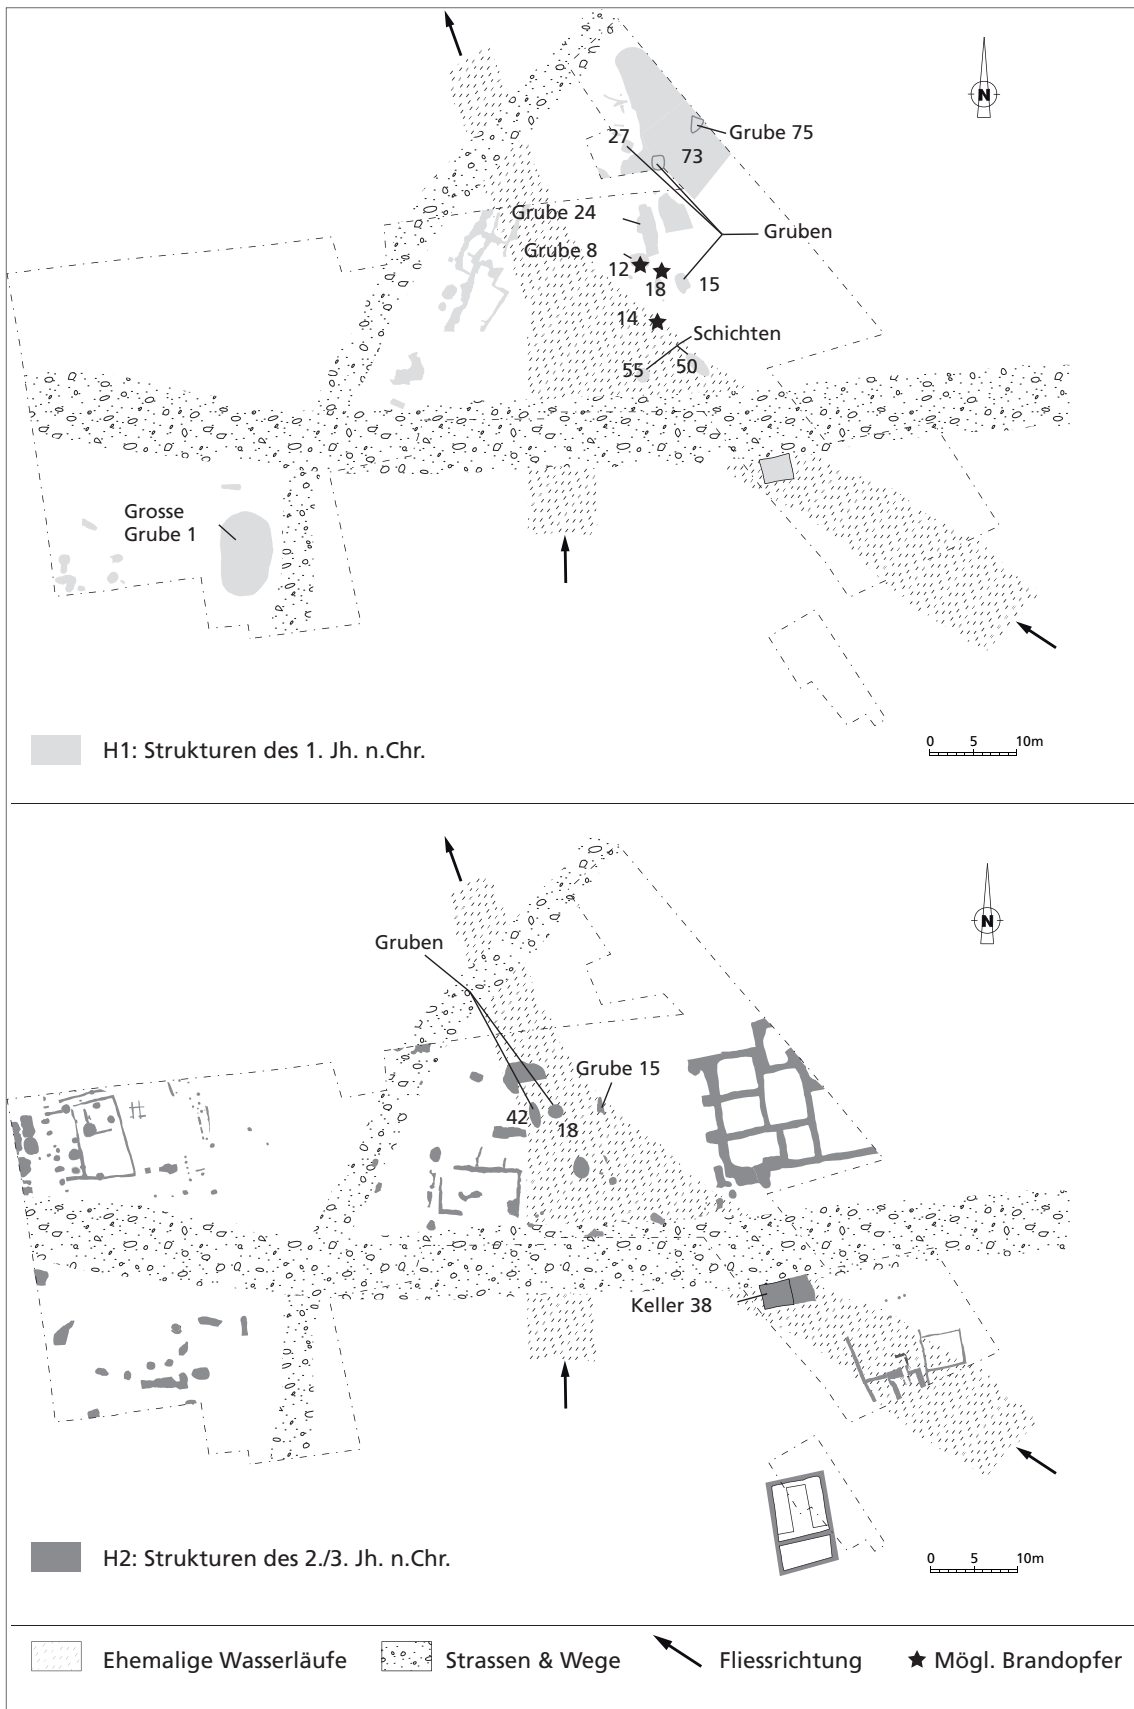 N
27
Grube 75
73
Grube 24
Gruben
Grube 8
12
18
15
14
Schichten
55
50
Grosse
Grube 1
H1: Strukturen des 1. Jh. n.Chr.
0 5 10m
N
Gruben
Grube 15
42
18
Keller 38
H2: Strukturen des 2./3. Jh. n.Chr.
0 5 10m
Ehemalige Wasserläufe
Strassen & Wege
Fliessrichtung
Mögl. Brandopfer